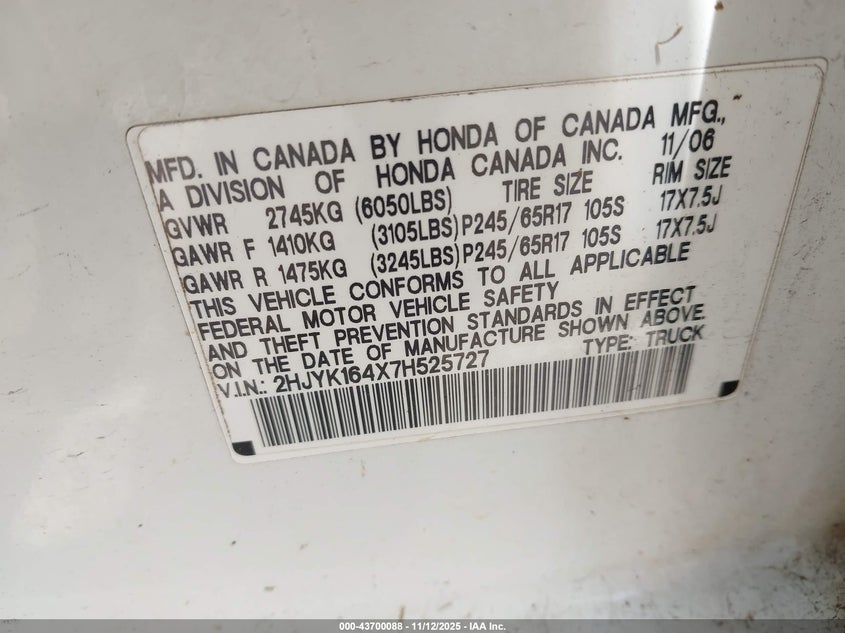 MFD. IN CANADA BY HONDA OF CANADA MFG.,
A DIVISION OF HONDA CANADA INC. 11/06
GVWR 2745KG (6050LBS) TIRE SIZE RIM SIZE
GAWR F 1410KG (3105LBS) P245/65R17 105S 17X7.5J
GAWR R 1475KG (3245LBS) P245/65R17 105S 17X7.5J
THIS VEHICLE CONFORMS TO ALL APPLICABLE
FEDERAL MOTOR VEHICLE SAFETY
AND THEFT PREVENTION STANDARDS IN EFFECT
ON THE DATE OF MANUFACTURE SHOWN ABOVE.
V.I.N.: 2HJYK164X7H525727 TYPE: TRUCK
000-43700088 - 11/12/2025 - IAA Inc.